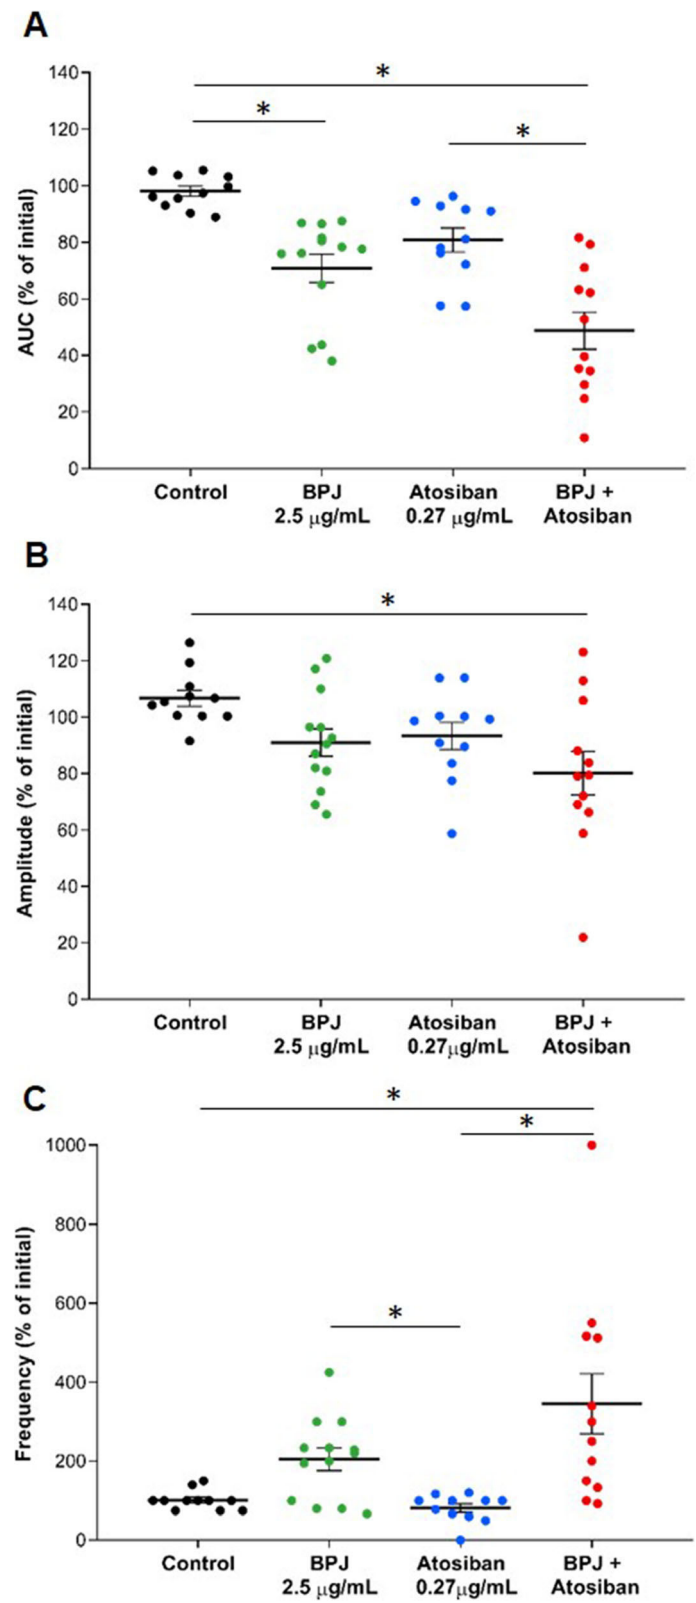 A
AUC (% of initial)
140
120
100
80
60
40
20
0
*
*
*
Control
BPJ
2.5 μg/mL
Atosiban
0.27 μg/mL
BPJ +
Atosiban
B
Amplitude (% of initial)
140
120
100
80
60
40
20
0
*
Control
BPJ
2.5 μg/mL
Atosiban
0.27μg/mL
BPJ +
Atosiban
C
Frequency (% of initial)
1000
800
600
400
200
0
*
*
*
Control
BPJ
2.5 μg/mL
Atosiban
0.27μg/mL
BPJ +
Atosiban